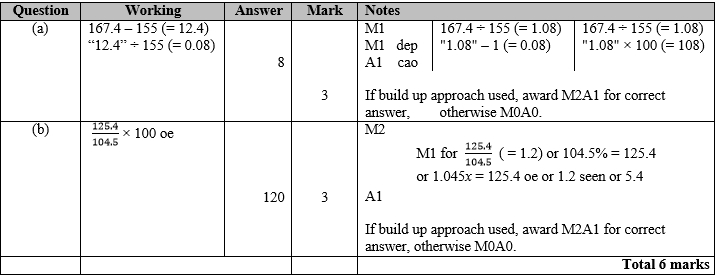 Question Working Answer Mark Notes
(a) 167.4 – 155 (= 12.4) M1 167.4 ÷ 155 (= 1.08) 167.4 ÷ 155 (= 1.08)
“12.4” ÷ 155 (= 0.08) M1 dep "1.08" – 1 (= 0.08) "1.08" × 100 (= 108)
8 A1 cao
3 If build up approach used, award M2A1 for correct
answer, otherwise M0A0.
(b) 125.4/104.5 × 100 oe M2
M1 for 125.4/104.5 ( = 1.2) or 104.5% = 125.4
or 1.045x = 125.4 oe or 1.2 seen or 5.4
120 3 A1
If build up approach used, award M2A1 for correct
answer, otherwise M0A0.
Total 6 marks